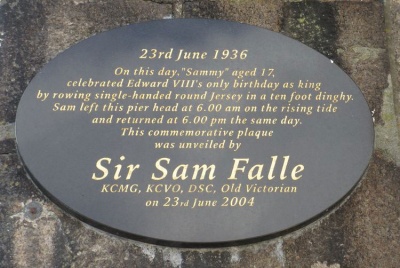 23rd June 1936
On this day, "Sammy" aged 17,
celebrated Edward VIII's only birthday as king
by rowing single-handed round Jersey in a ten foot dinghy.
Sam left this pier head at 6.00 am on the rising tide
and returned at 6.00 pm the same day.
This commemorative plaque
was unveiled by
Sir Sam Falle
KCMG, KCVO, DSC, Old Victorian
on 23rd June 2004